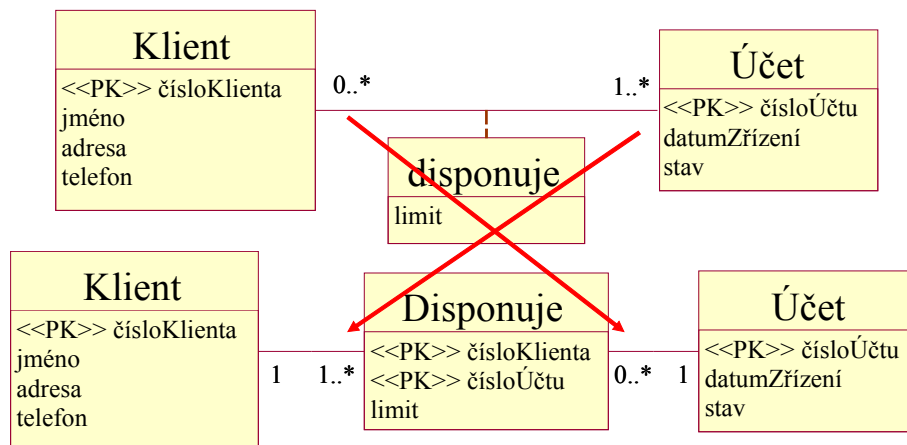 Klient
<<PK>> čísloKlienta
jméno
adresa
telefon
0..*
1..*
Účet
<<PK>> čísloÚčtu
datumZřízení
stav
disponuje
limit
Klient
<<PK>> čísloKlienta
jméno
adresa
telefon
1
1..*
Disponuje
<<PK>> čísloKlienta
<<PK>> čísloÚčtu
limit
0..*
1
Účet
<<PK>> čísloÚčtu
datumZřízení
stav